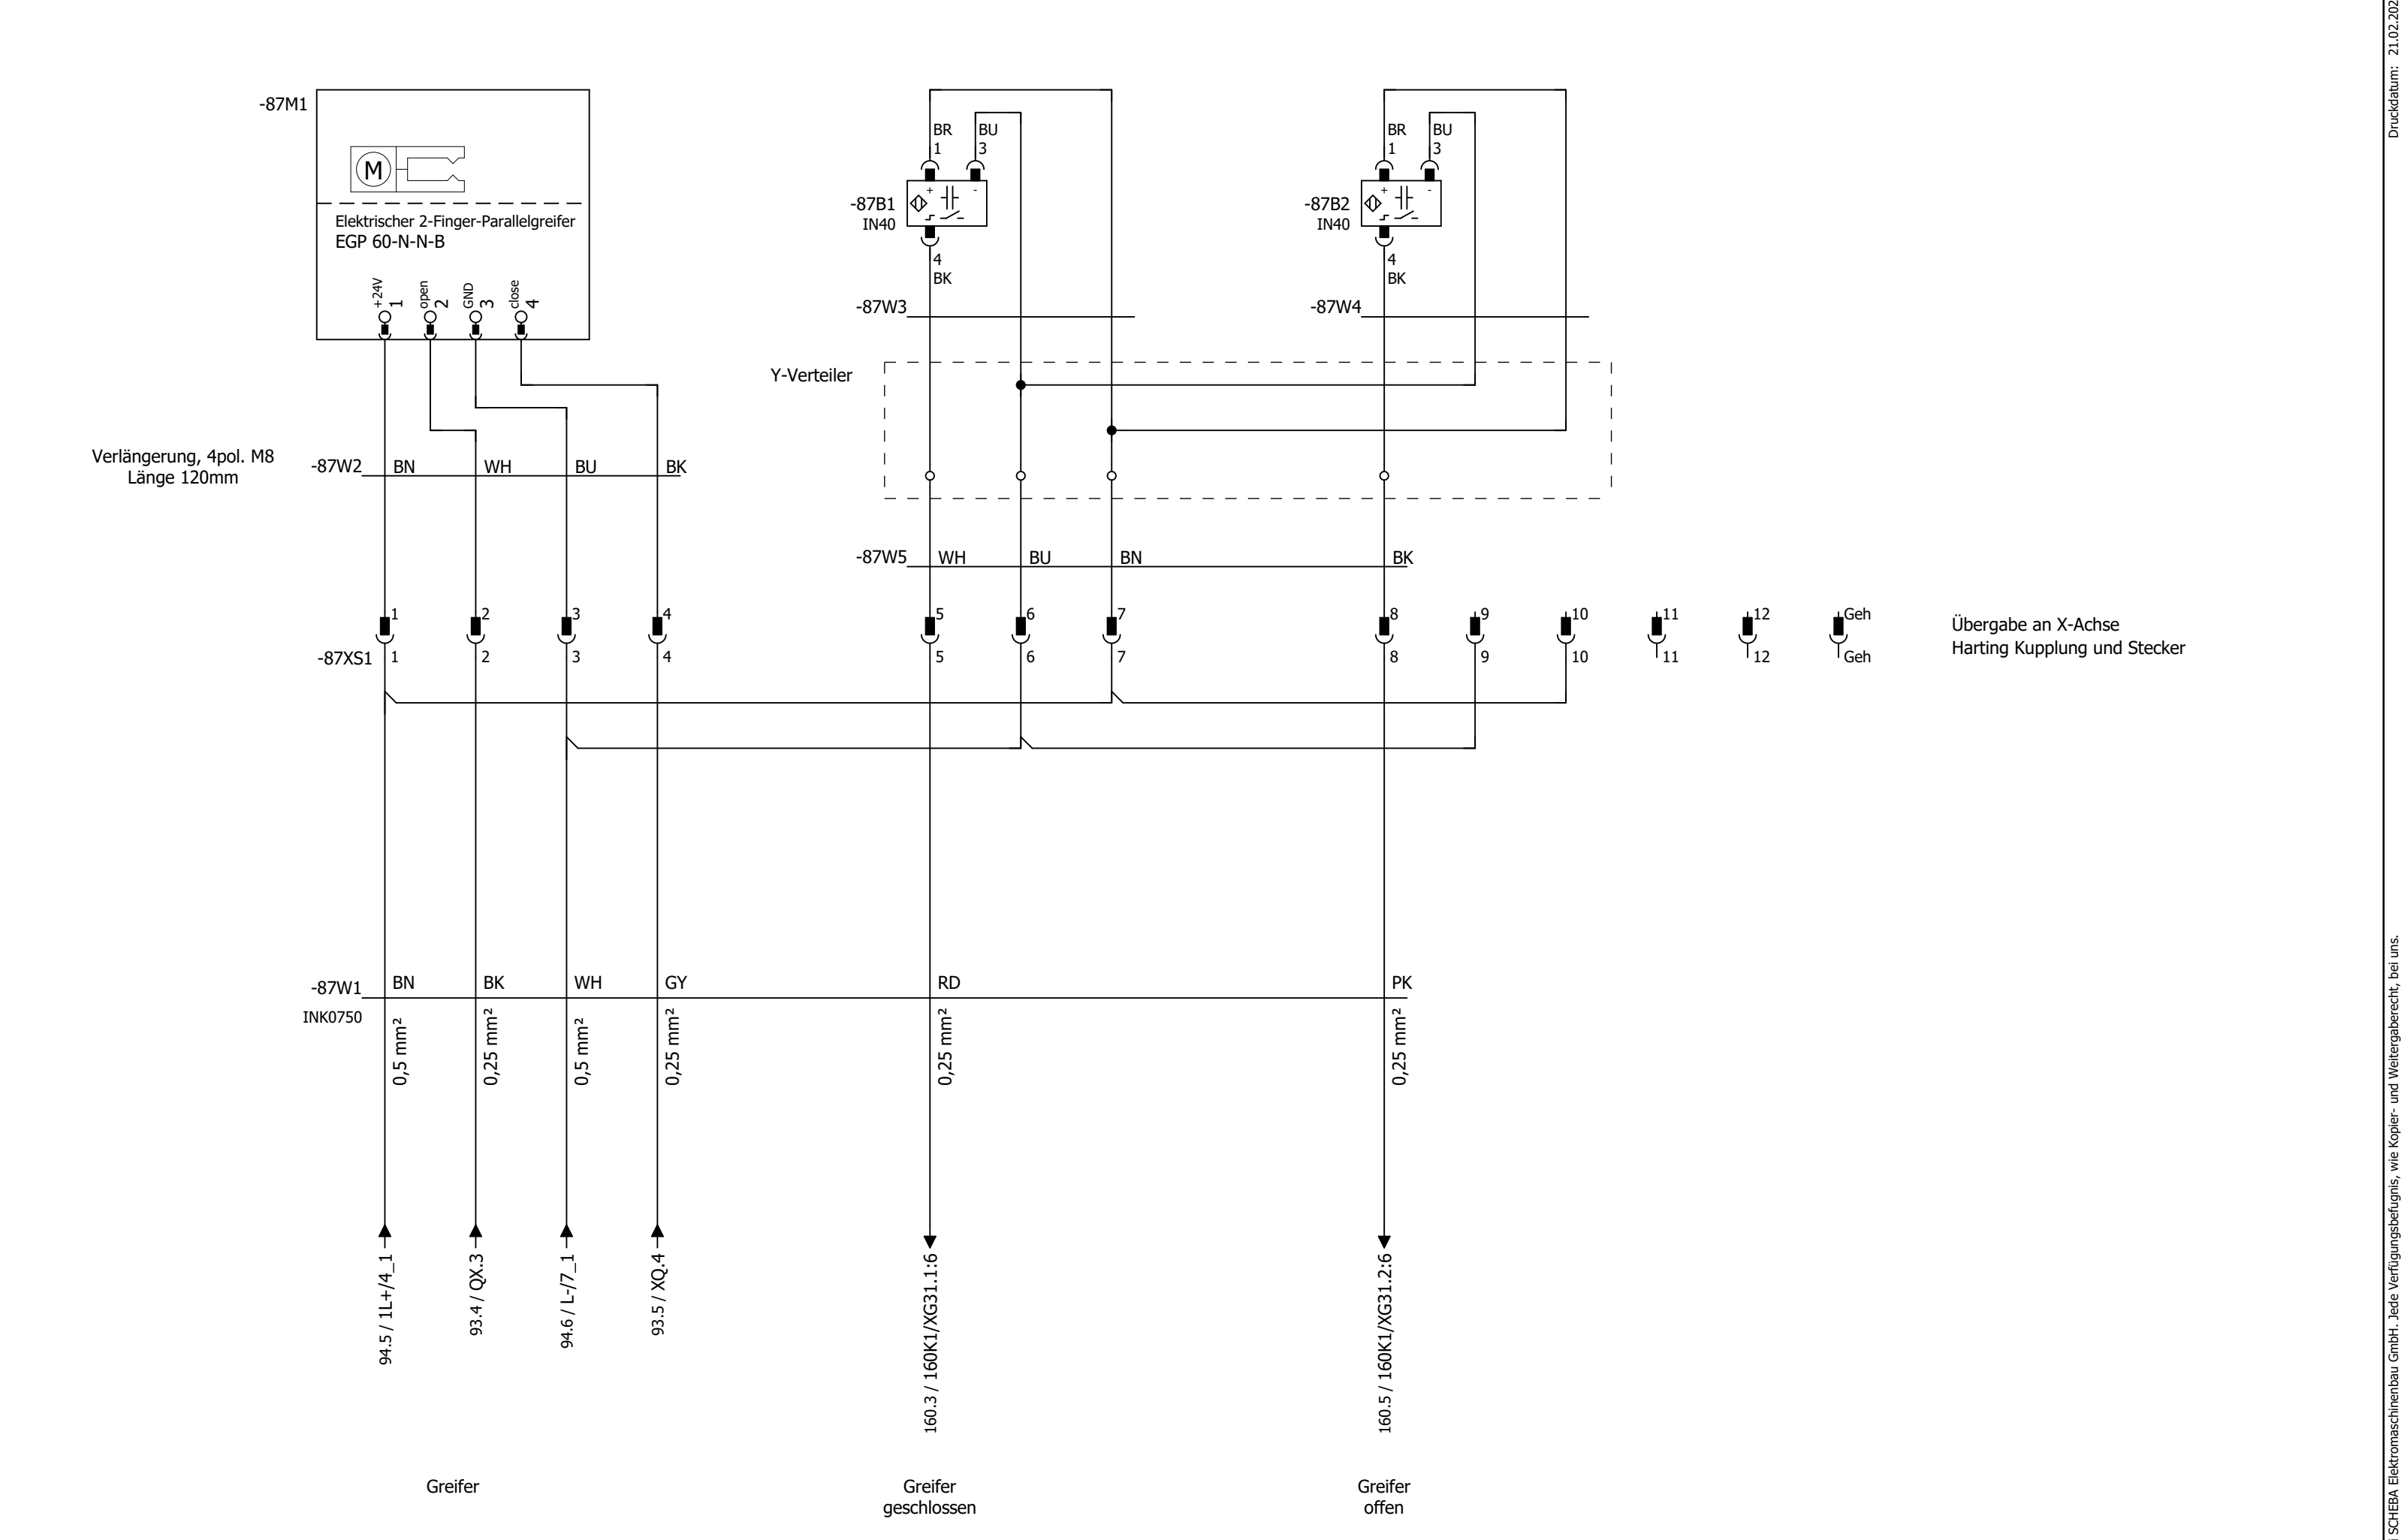 -87M1
M
Elektrischer 2-Finger-Parallelgreifer
EGP 60-N-N-B
+24V open GND close
1 2 3 4
BR BU
1 3
+ -
-87B1
IN40
4
BK
-87W3
BR BU
1 3
+ -
-87B2
IN40
4
BK
-87W4
Y-Verteiler
Verlängerung, 4pol. M8
Länge 120mm
-87W2 BN WH BU BK
-87W5 WH BU BN BK
1 2 3 4 5 6 7 8 9 10 11 12 Geh
-87XS1 1 2 3 4 5 6 7 8 9 10 11 12 Geh
Übergabe an X-Achse
Harting Kupplung und Stecker
-87W1 BN BK WH GY RD PK
INK0750
0,5 mm² 0,25 mm² 0,5 mm² 0,25 mm² 0,25 mm² 0,25 mm²
94.5 / 1L+/4_1
93.4 / QX.3
94.6 / L-/7_1
93.5 / XQ.4
160.3 / 160K1/XG31.1:6
160.5 / 160K1/XG31.2:6
Greifer
Greifer
geschlossen
Greifer
offen
Druckdatum: 21.02.202
SCHEBA Elektromaschinenbau GmbH. Jede Verfügungsbefugnis, wie Kopier- und Weitergaberecht, bei uns.